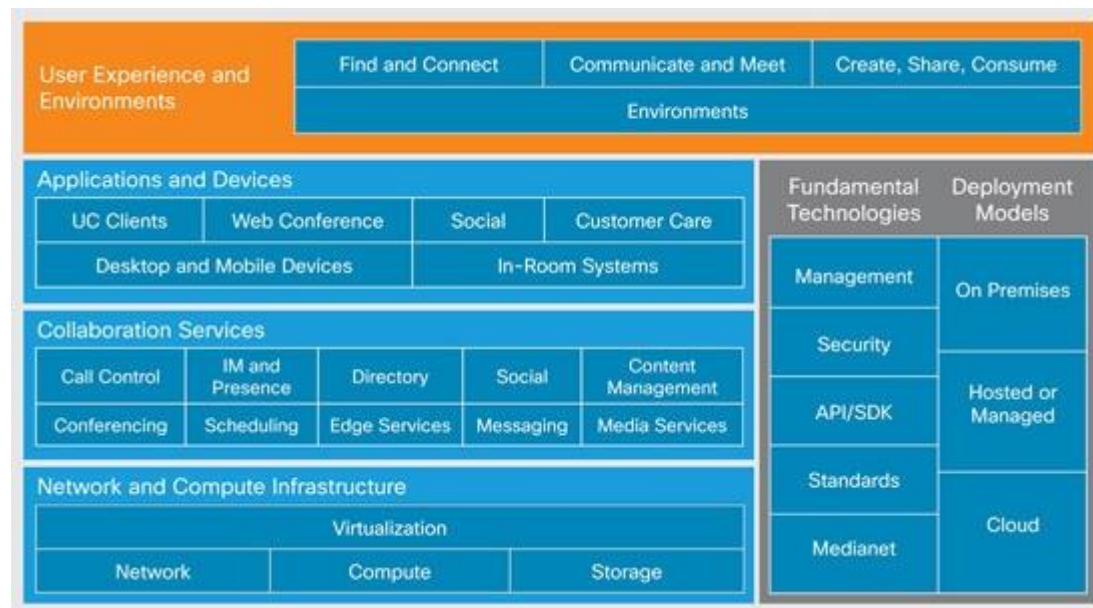 User Experience and
Environments
Find and Connect
Communicate and Meet
Create, Share, Consume
Environments
Applications and Devices
UC Clients
Web Conference
Social
Customer Care
Desktop and Mobile Devices
In-Room Systems
Collaboration Services
Call Control
IM and
Presence
Directory
Social
Content
Management
Conferencing
Scheduling
Edge Services
Messaging
Media Services
Network and Compute Infrastructure
Virtualization
Network
Compute
Storage
Fundamental
Technologies
Management
Security
API/SDK
Standards
Medianet
Deployment
Models
On Premises
Hosted or
Managed
Cloud